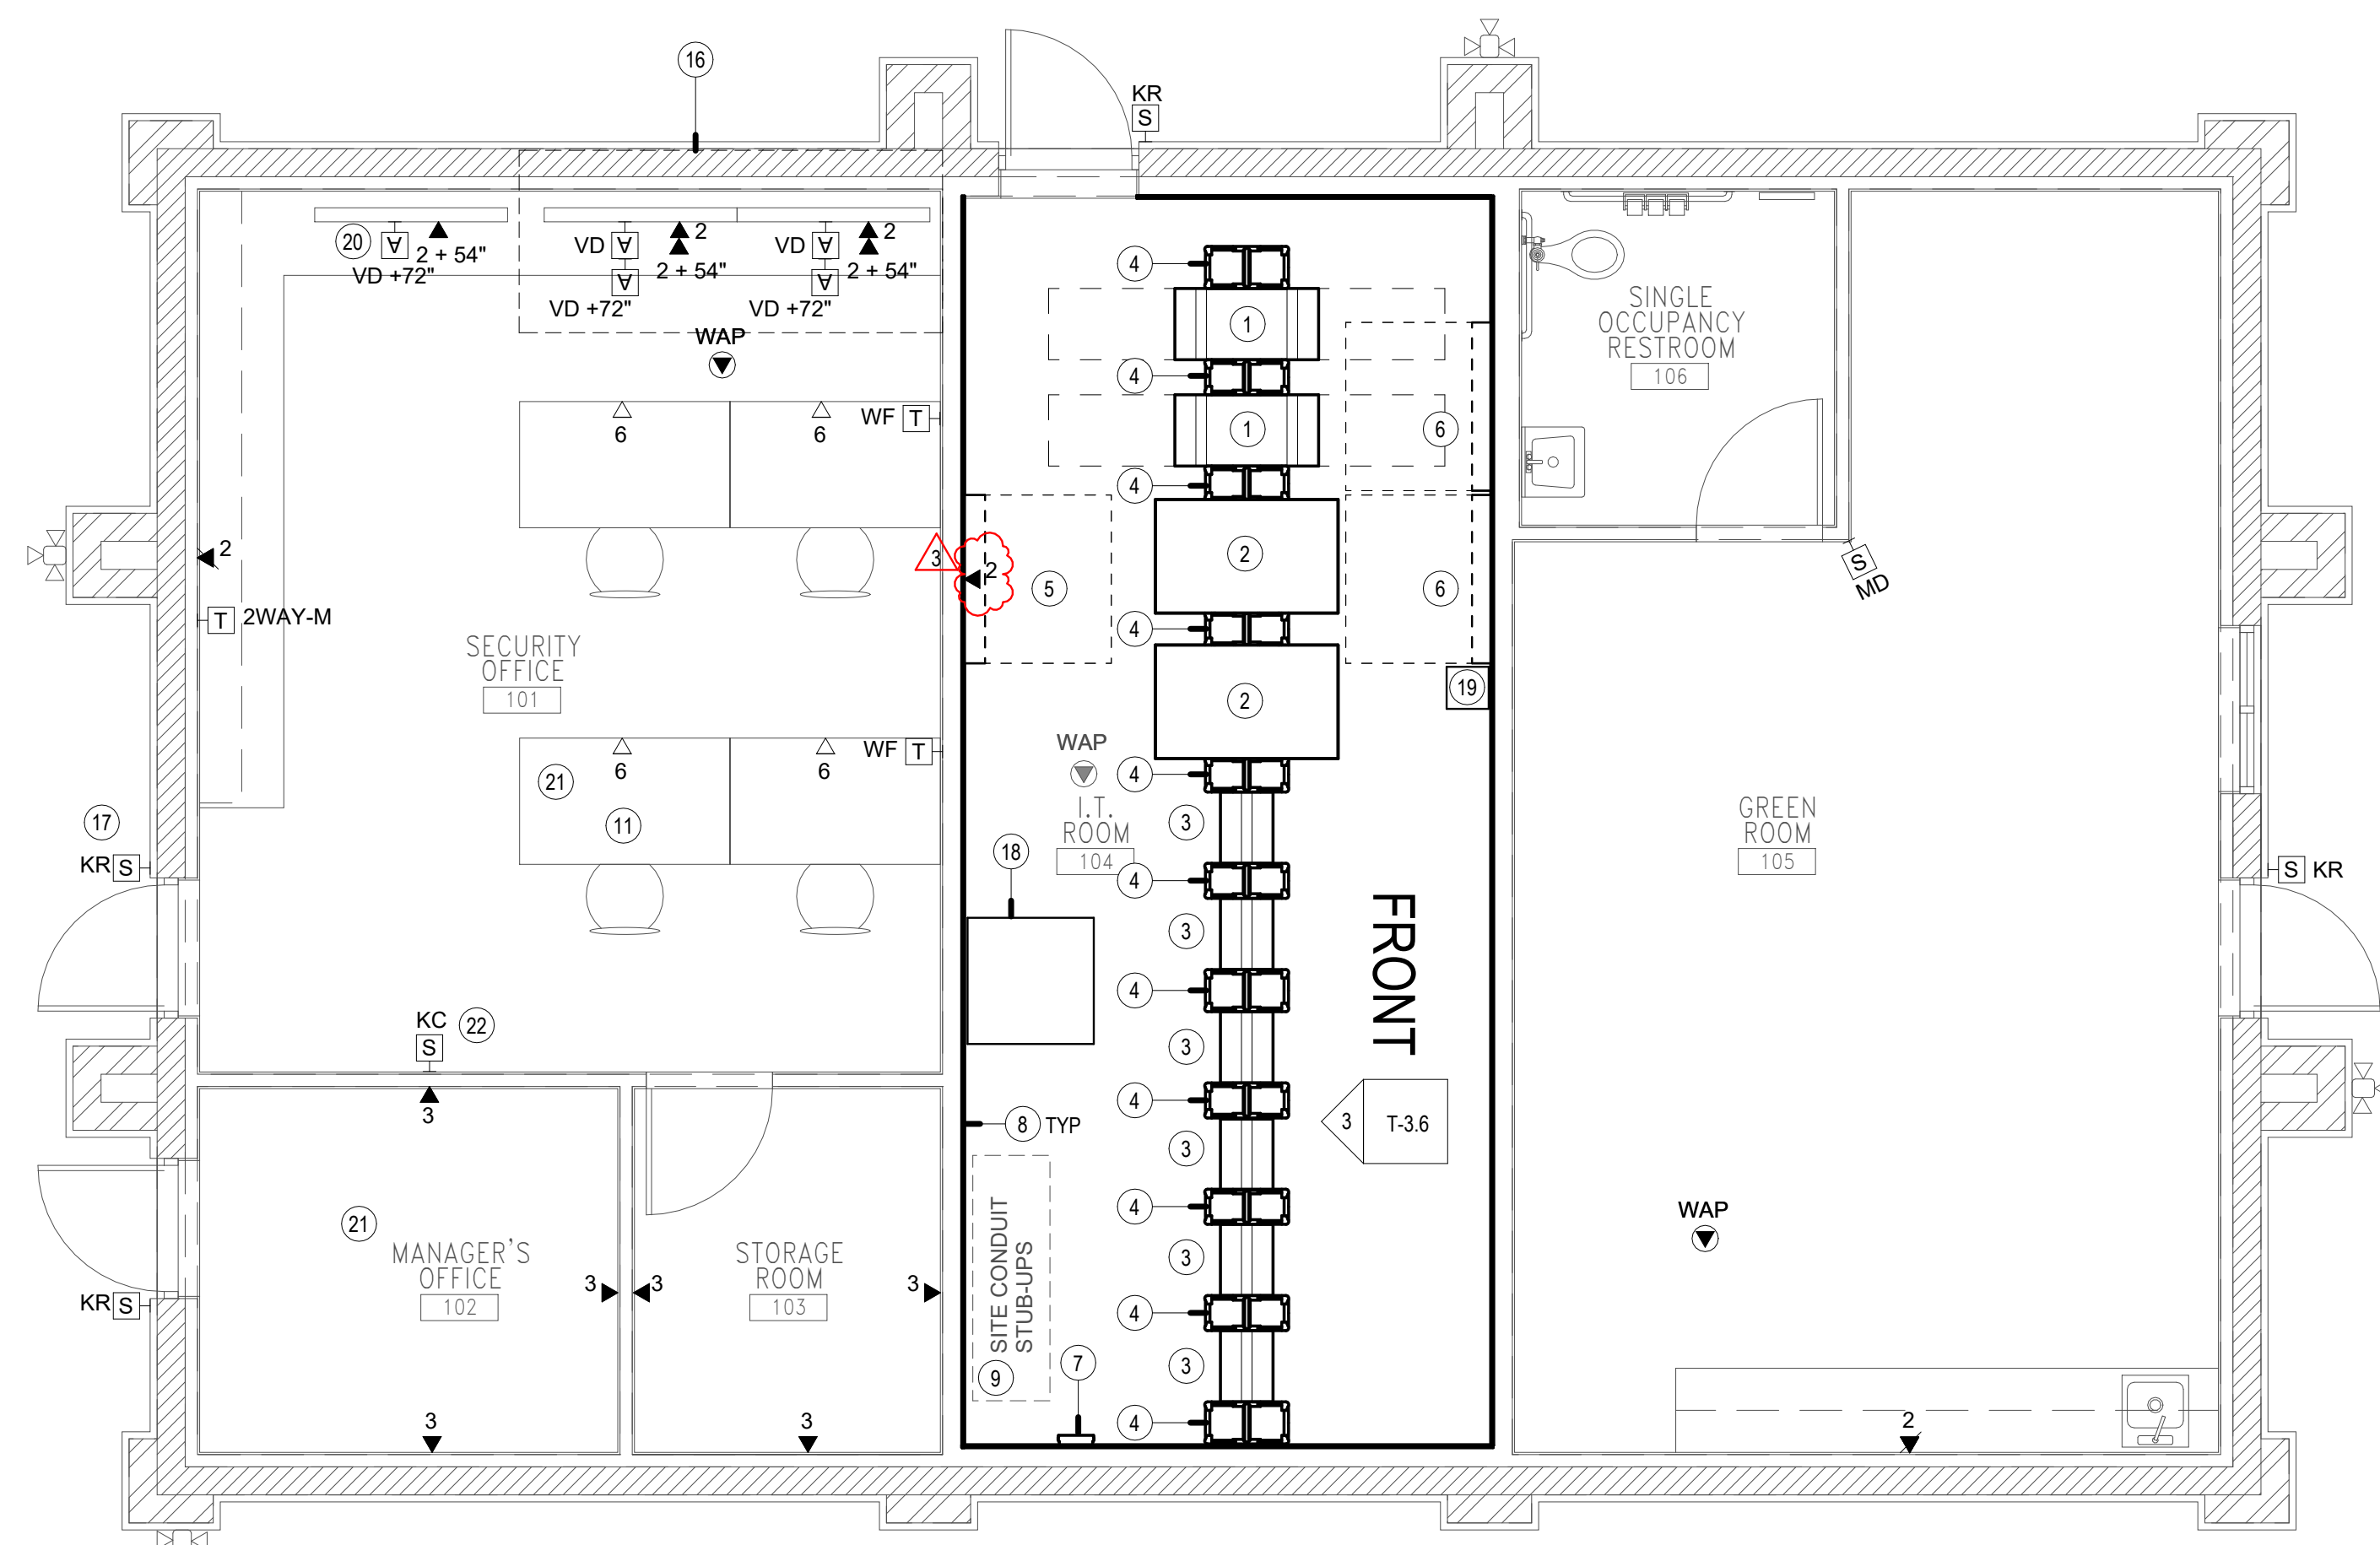 16
KR
S
20
A
2 + 54"
VD +72"
VD
A
A
2
2 + 54"
VD +72"
VD
A
A
2
2 + 54"
VD +72"
WAP
6
6
WF
T
2
T
2WAY-M
SECURITY
OFFICE
101
6
6
WF
T
21
11
17
KR
S
KC
S
22
3
21
MANAGER'S
OFFICE
102
3
3
KR
S
3
STORAGE
ROOM
103
3
3
4
1
4
1
4
2
4
2
4
3
4
3
4
3
4
3
4
3
4
3
4
3
2
5
6
6
19
WAP
I.T.
ROOM
104
18
FRONT
8
TYP
3
T-3.6
SITE CONDUIT
STUB-UPS
9
7
SINGLE
OCCUPANCY
RESTROOM
106
S
MD
GREEN
ROOM
105
S
KR
WAP
2